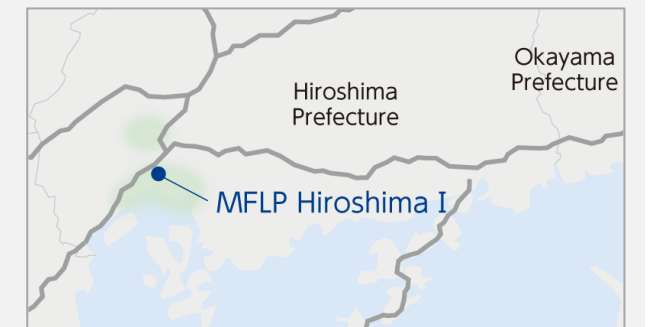 Okayama
Prefecture
Hiroshima
Prefecture
MFLP Hiroshima I